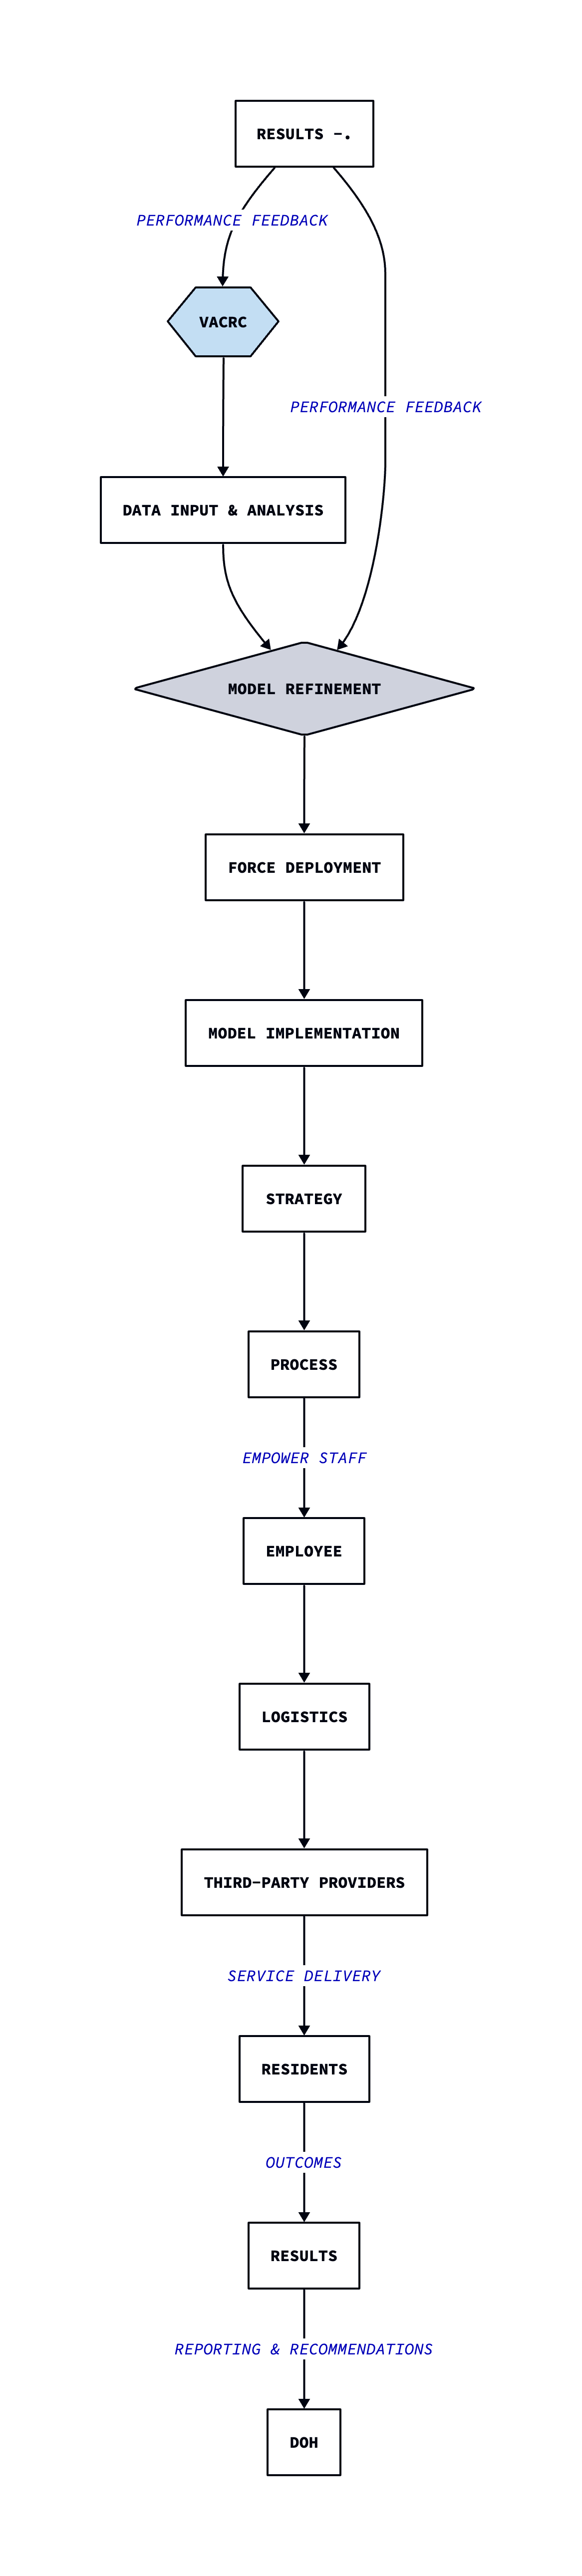 RESULTS -.
PERFORMANCE FEEDBACK
VACRC
PERFORMANCE FEEDBACK
DATA INPUT & ANALYSIS
MODEL REFINEMENT
FORCE DEPLOYMENT
MODEL IMPLEMENTATION
STRATEGY
PROCESS
EMPOWER STAFF
EMPLOYEE
LOGISTICS
THIRD-PARTY PROVIDERS
SERVICE DELIVERY
RESIDENTS
OUTCOMES
RESULTS
REPORTING & RECOMMENDATIONS
DOH